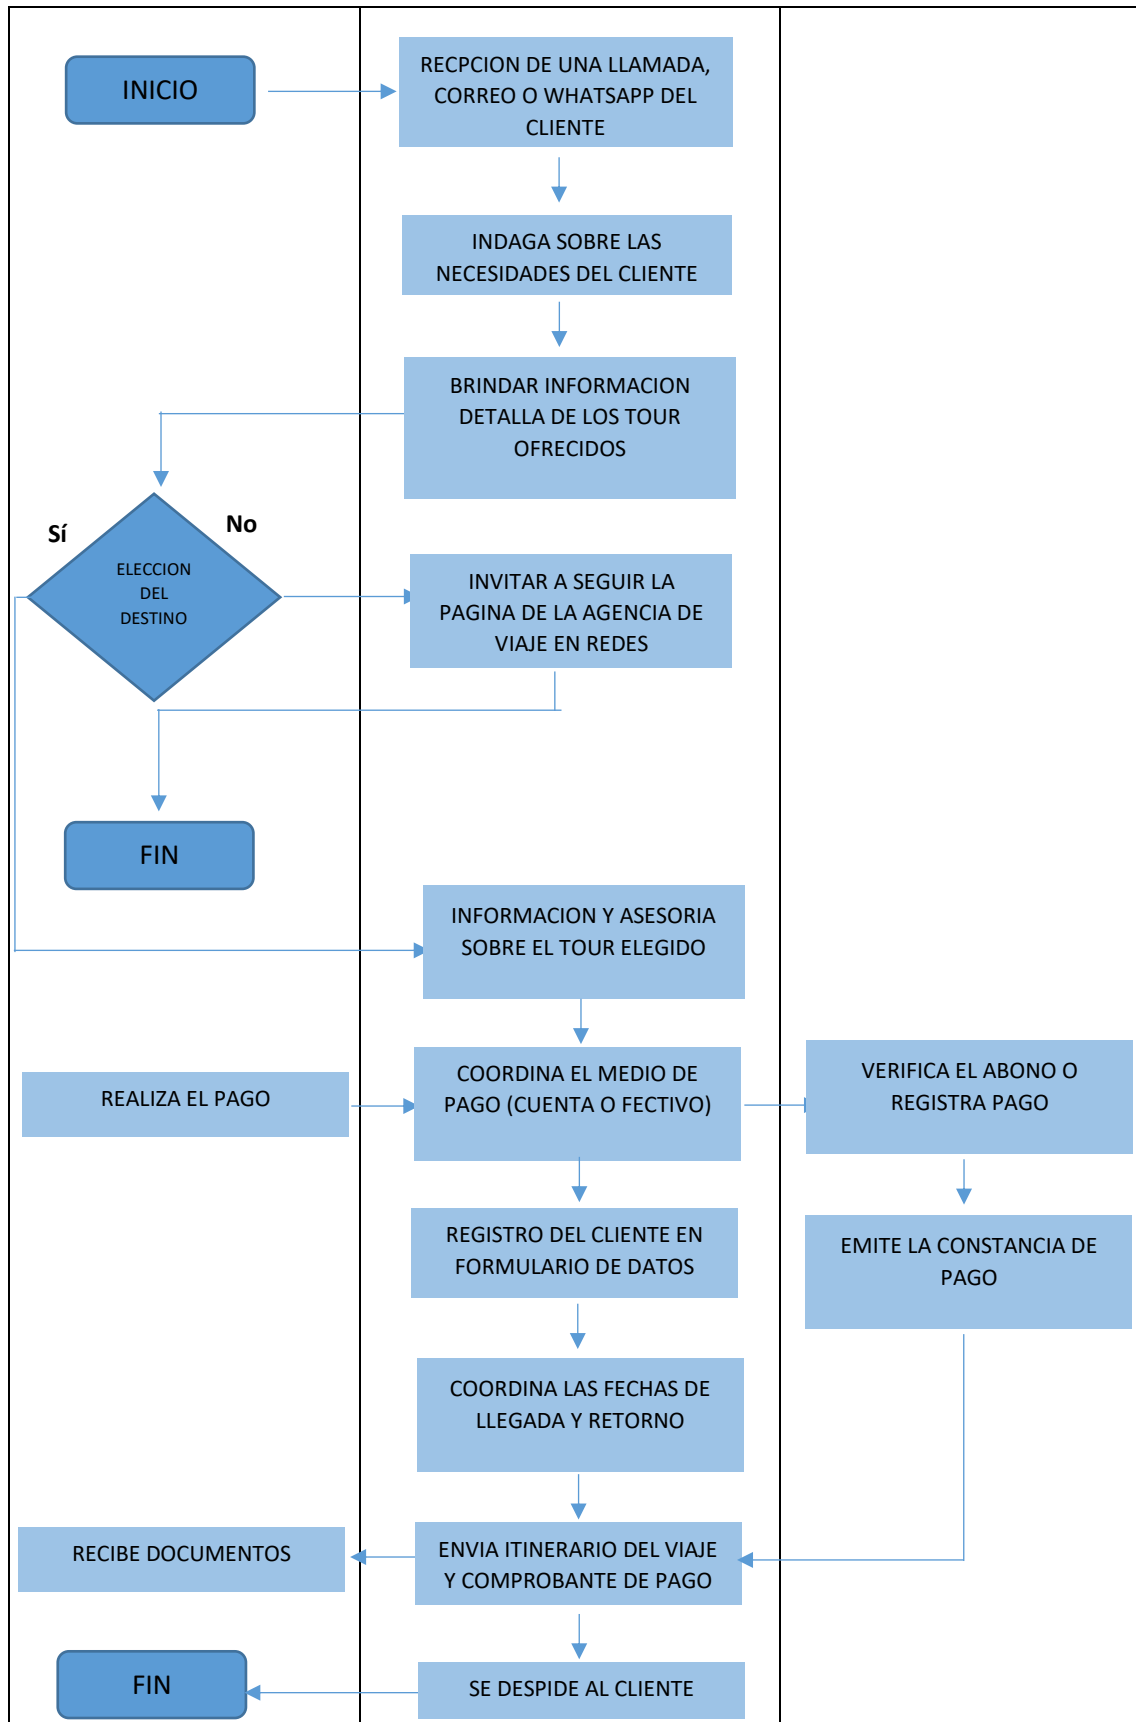 INICIO
RECPCION DE UNA LLAMADA,
CORREO O WHATSAPP DEL
CLIENTE
INDAGA SOBRE LAS
NECESIDADES DEL CLIENTE
BRINDAR INFORMACION
DETALLA DE LOS TOUR
OFRECIDOS
Sí
No
ELECCION
DEL
DESTINO
INVITAR A SEGUIR LA
PAGINA DE LA AGENCIA DE
VIAJE EN REDES
FIN
INFORMACION Y ASESORIA
SOBRE EL TOUR ELEGIDO
REALIZA EL PAGO
COORDINA EL MEDIO DE
PAGO (CUENTA O FECTIVO)
VERIFICA EL ABONO O
REGISTRA PAGO
REGISTRO DEL CLIENTE EN
FORMULARIO DE DATOS
EMITE LA CONSTANCIA DE
PAGO
COORDINA LAS FECHAS DE
LLEGADA Y RETORNO
RECIBE DOCUMENTOS
ENVIA ITINERARIO DEL VIAJE
Y COMPROBANTE DE PAGO
FIN
SE DESPIDE AL CLIENTE